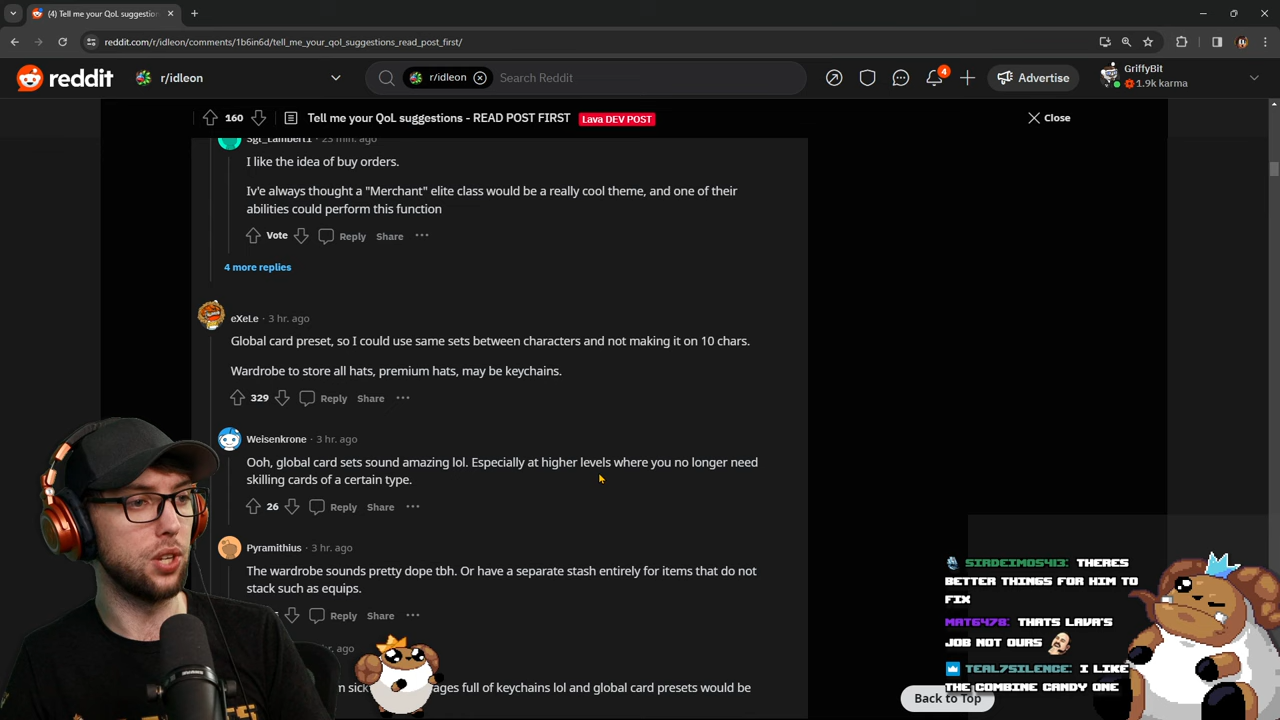 (4) Tell me your QoL suggestion
reddit.com/r/idleon/comments/1b6in6d/tell_me_your_qol_suggestions_read_post_first/
reddit
r/idleon
r/idleon
Search Reddit
4
Advertise
GriffyBit
1.9k karma
160
Tell me your QoL suggestions - READ POST FIRST
Lava DEV POST
Close
Sgt_Lambert1 · 23 min. ago
I like the idea of buy orders.
Iv'e always thought a "Merchant" elite class would be a really cool theme, and one of their
abilities could perform this function
Vote
Reply
Share
4 more replies
eXeLe · 3 hr. ago
Global card preset, so I could use same sets between characters and not making it on 10 chars.
Wardrobe to store all hats, premium hats, may be keychains.
329
Reply
Share
Weisenkrone · 3 hr. ago
Ooh, global card sets sound amazing lol. Especially at higher levels where you no longer need
skilling cards of a certain type.
26
Reply
Share
Pyramithius · 3 hr. ago
The wardrobe sounds pretty dope tbh. Or have a separate stash entirely for items that do not
stack such as equips.
Reply
Share
hr. ago
sick
ages full of keychains lol and global card presets would be
SIRDEIMOS413: THERES
BETTER THINGS FOR HIM TO
FIX
MAT6478: THATS LAVA'S
JOB NOT OURS
TEAL7SILENCE: I LIKE
THE COMBINE CANDY ONE
Back to Top